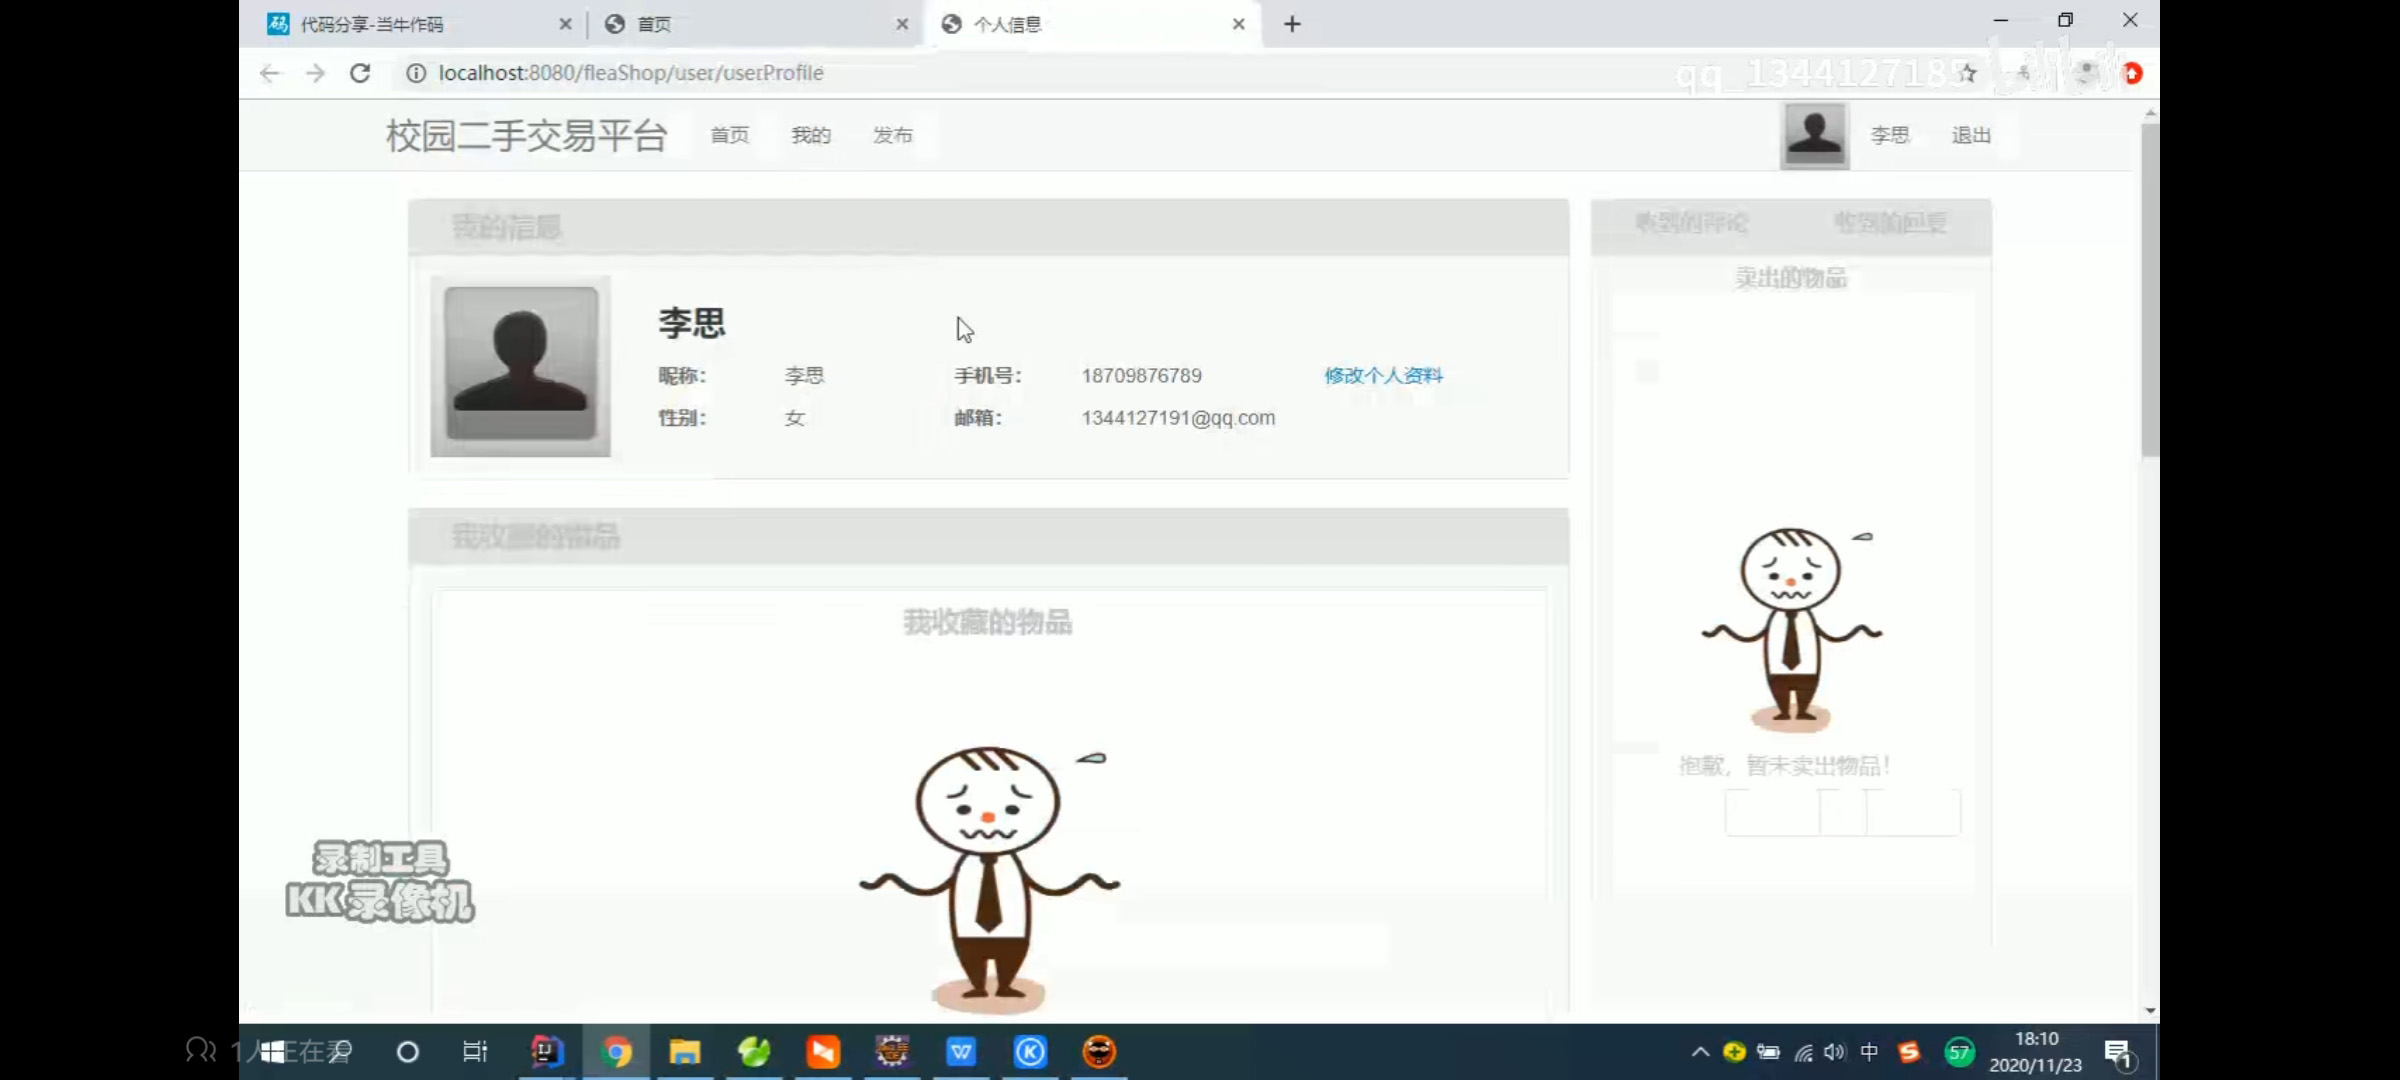 代码分享-当牛作码
首页
个人信息
localhost:8080/fleaShop/user/userProfile
qq_1344127185
校园二手交易平台 首页 我的 发布 李思 退出
我的信息
收到的评论 收到的回复
卖出的物品
李思
昵称: 李思 手机号: 18709876789 修改个人资料
性别: 女 邮箱: 1344127191@qq.com
我收藏的物品
我收藏的物品
抱歉，暂未卖出物品！
录制工具
KK录像机
1人正在看
中
57
18:10
2020/11/23
1